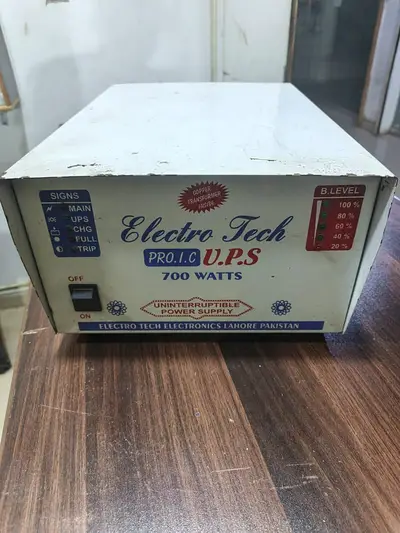 SIGNS
MAIN
UPS
CHG
FULL
TRIP
OFF
ON
TRANSFORMER
Electro Tech
PRO.I.C U.P.S
700 WATTS
UNINTERRUPTIBLE
POWER SUPPLY
ELECTRO TECH ELECTRONICS LAHORE PAKISTAN
B.LEVEL
100 %
80 %
60 %
40 %
20 %